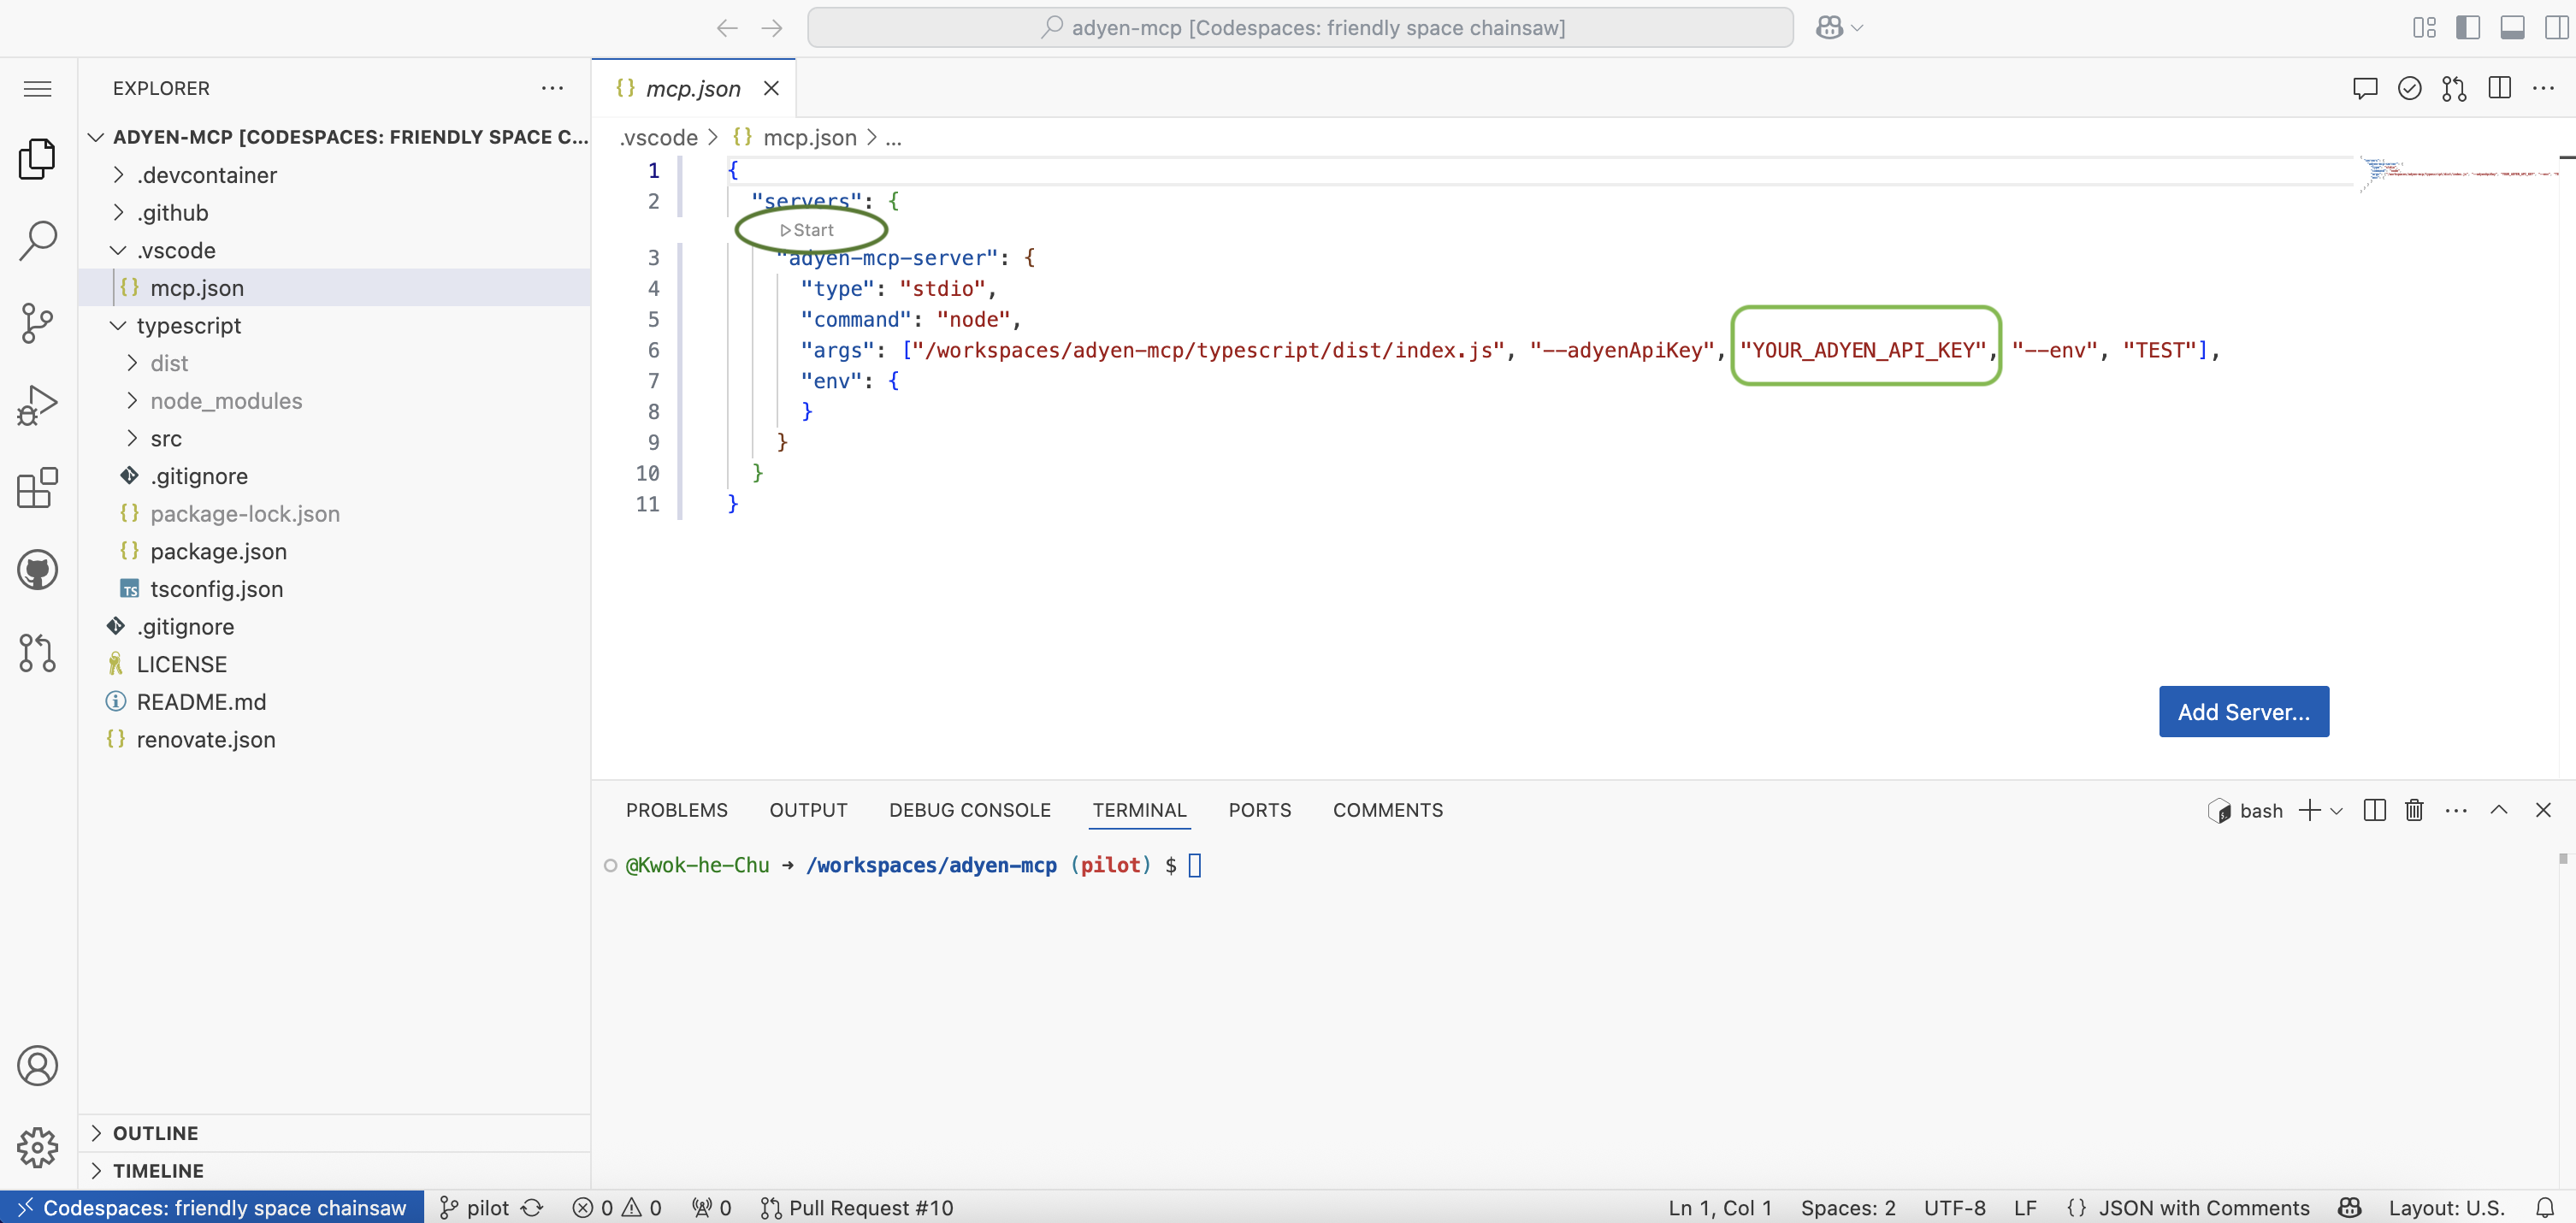 adyen-mcp [Codespaces: friendly space chainsaw]
EXPLORER
ADYEN-MCP [CODESPACES: FRIENDLY SPACE C...
.devcontainer
.github
.vscode
mcp.json
typescript
dist
node_modules
src
.gitignore
package-lock.json
package.json
TS tsconfig.json
.gitignore
LICENSE
README.md
renovate.json
OUTLINE
TIMELINE
mcp.json
.vscode > {} mcp.json > ...
1 {
2 "servers": {
Start
3 "adyen-mcp-server": {
4 "type": "stdio",
5 "command": "node",
6 "args": ["/workspaces/adyen-mcp/typescript/dist/index.js", "--adyenApiKey", "YOUR_ADYEN_API_KEY", "--env", "TEST"],
7 "env": {
8 }
9 }
10 }
11 }
Add Server...
PROBLEMS OUTPUT DEBUG CONSOLE TERMINAL PORTS COMMENTS
bash
@Kwok-he-Chu → /workspaces/adyen-mcp (pilot) $
Codespaces: friendly space chainsaw pilot 0 0 0 Pull Request #10 Ln 1, Col 1 Spaces: 2 UTF-8 LF {} JSON with Comments Layout: U.S.